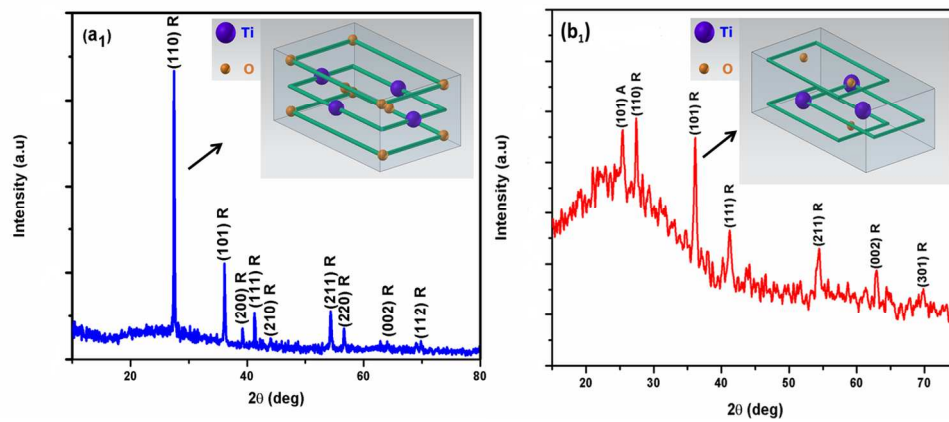 (a1)
(110) R
Ti
O
(101) R
(200) R
(111) R
(210) R
(211) R
(220) R
(002) R
(112) R
Intensity (a.u)
20
40
60
80
2θ (deg)
(b1)
Ti
O
(101) A
(110) R
(101) R
(111) R
(211) R
(002) R
(301) R
Intensity (a.u)
20
30
40
50
60
70
2θ (deg)